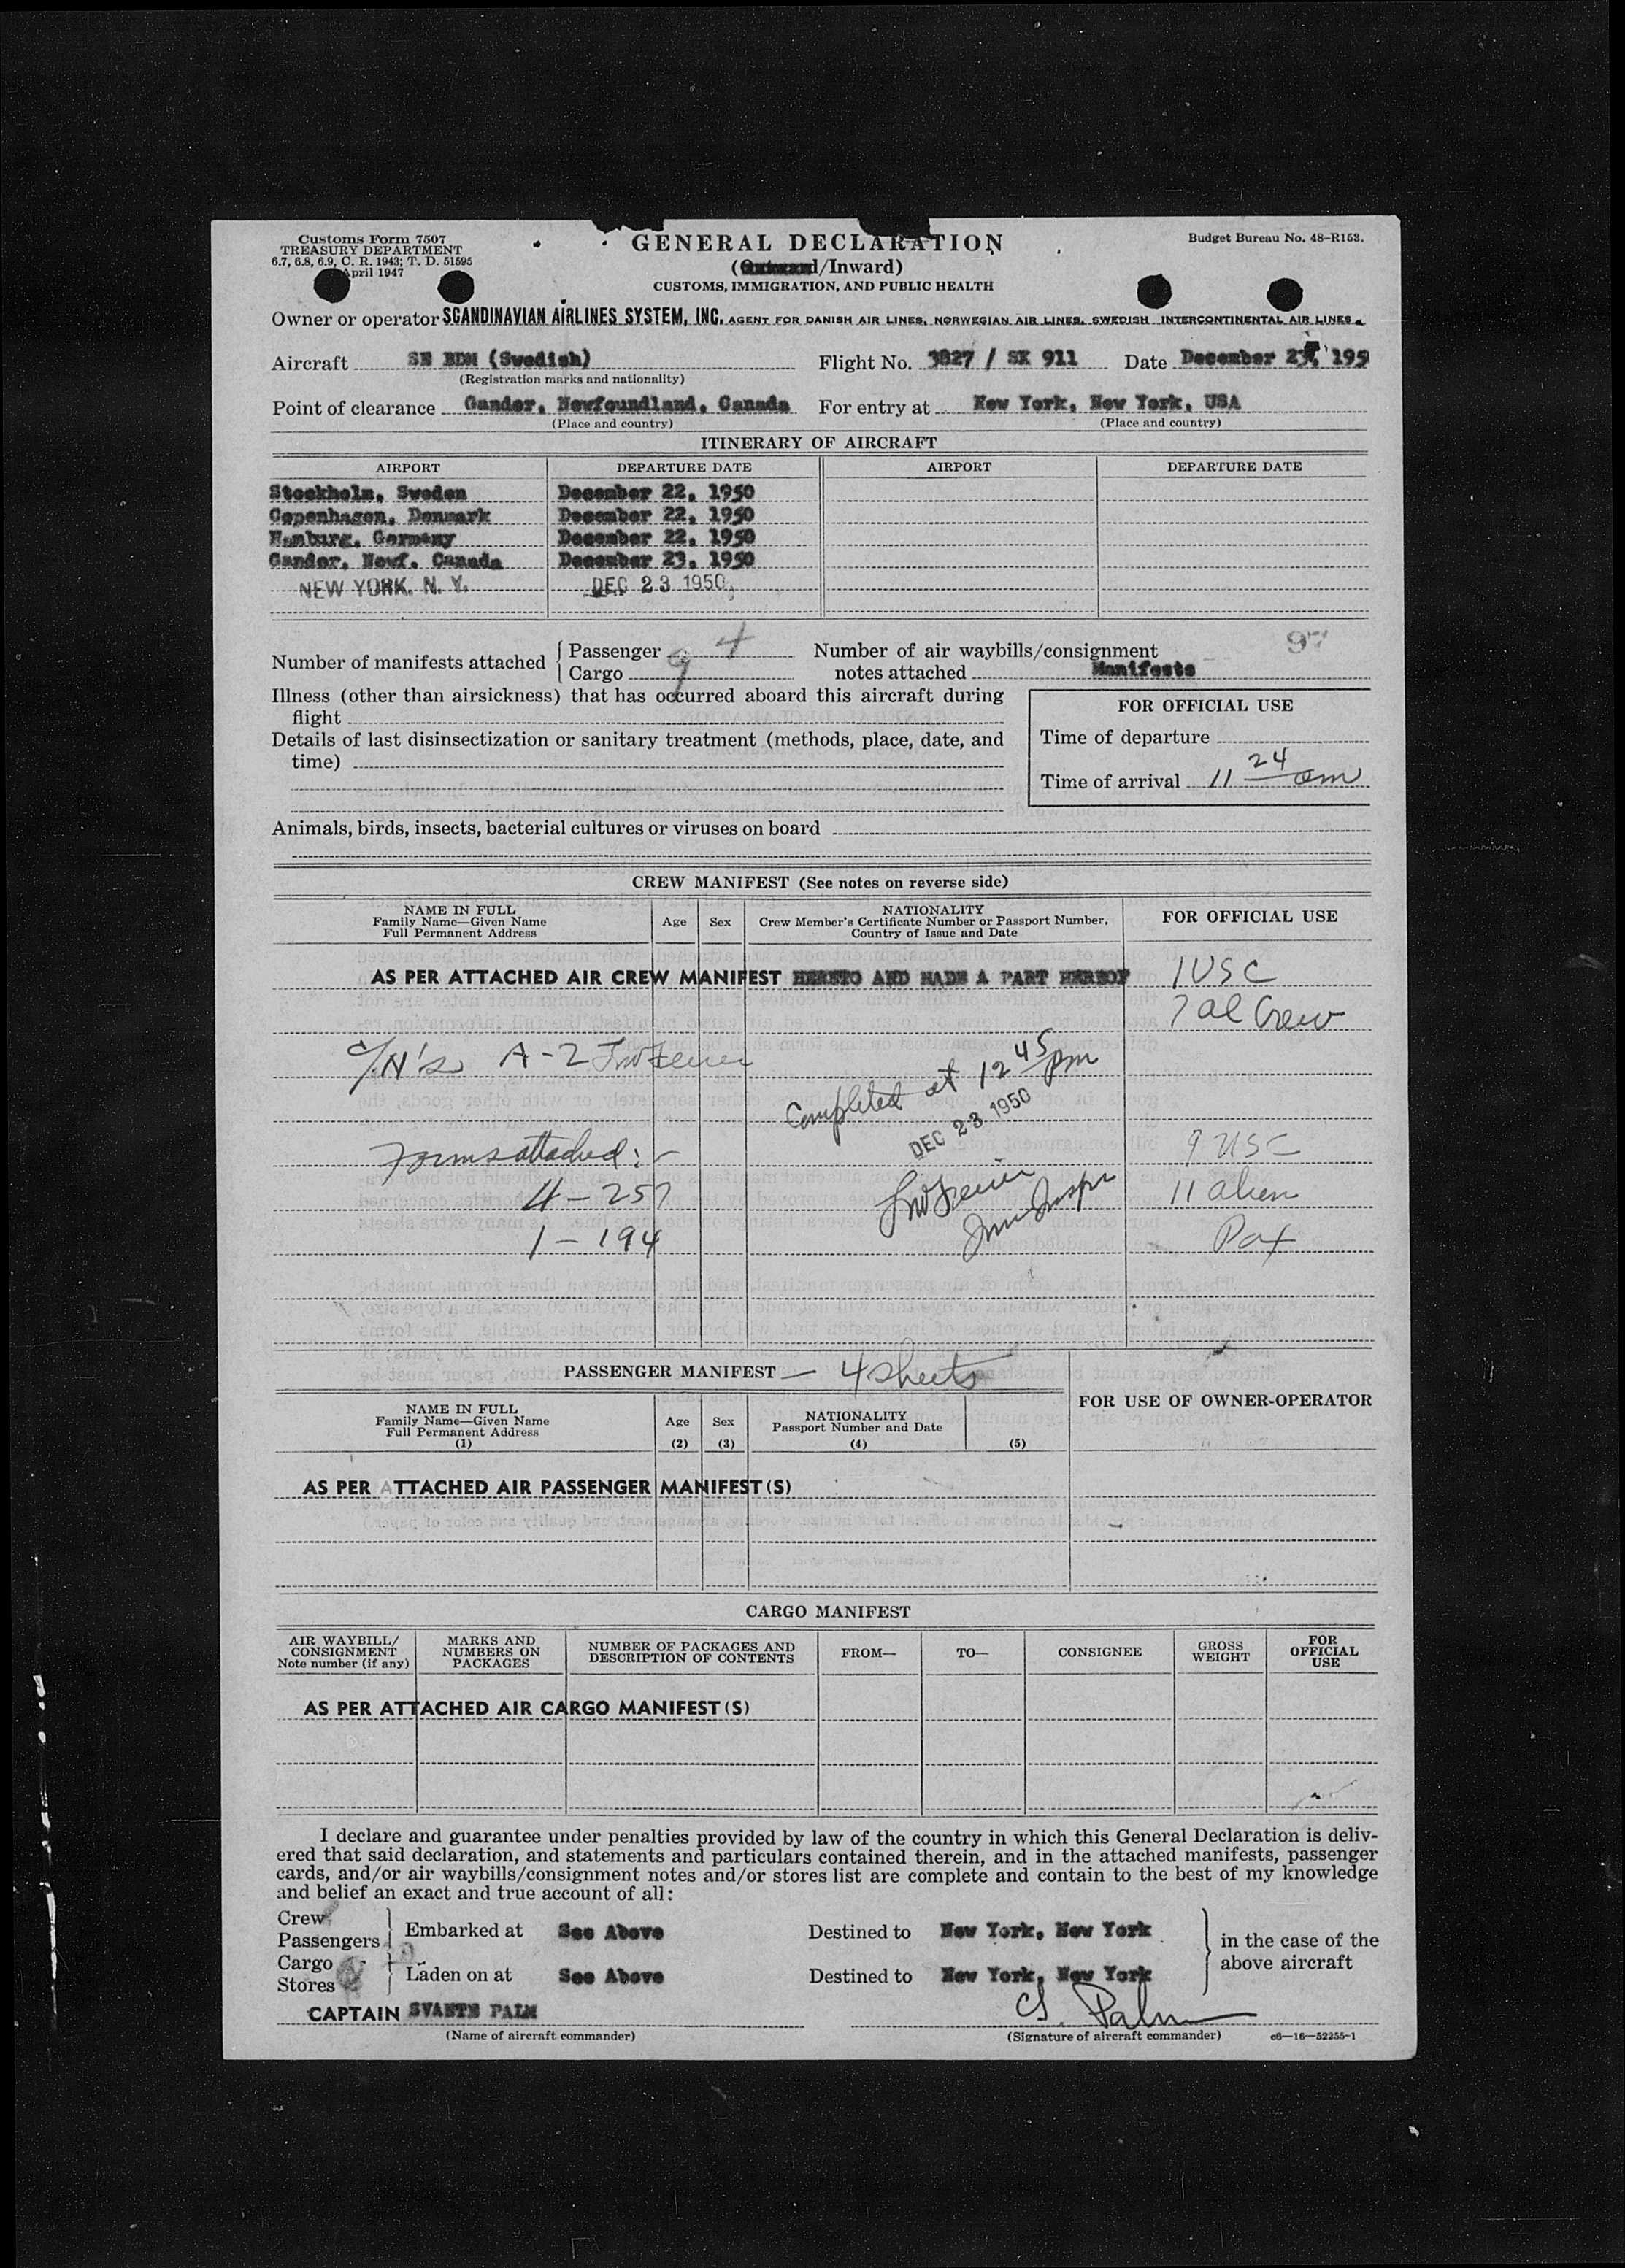 Customs Form 7507
TREASURY DEPARTMENT
6.7, 6.8, 6.9, C. R. 1943; T. D. 51595
April 1947
GENERAL DECLARATION
(/Inward)
CUSTOMS, IMMIGRATION, AND PUBLIC HEALTH
Budget Bureau No. 48-R153.
Owner or operator SCANDINAVIAN AIRLINES SYSTEM, INC. AGENT FOR DANISH AIR LINES, NORWEGIAN AIR LINES, SWEDISH INTERCONTINENTAL AIR LINES
Aircraft SE BDM (Swedish) Flight No. 3827 / SK 911 Date December 23, 195
(Registration marks and nationality)
Point of clearance Gander, Newfoundland, Canada For entry at New York, New York, USA
(Place and country) (Place and country)
ITINERARY OF AIRCRAFT
AIRPORT DEPARTURE DATE AIRPORT DEPARTURE DATE
Stockholm, Sweden December 22, 1950
Copenhagen, Denmark December 22, 1950
Hamburg, Germany December 22, 1950
Gander, Newf. Canada December 23, 1950
NEW YORK, N. Y. DEC 23 1950
Number of manifests attached { Passenger 4 Number of air waybills/consignment 97
Cargo 9 notes attached Manifests
Illness (other than airsickness) that has occurred aboard this aircraft during
flight
FOR OFFICIAL USE
Details of last disinsectization or sanitary treatment (methods, place, date, and
time)
Time of departure
Time of arrival 11 24 am
Animals, birds, insects, bacterial cultures or viruses on board
CREW MANIFEST (See notes on reverse side)
NAME IN FULL
Family Name—Given Name
Full Permanent Address
Age Sex
NATIONALITY
Crew Member's Certificate Number or Passport Number,
Country of Issue and Date
FOR OFFICIAL USE
AS PER ATTACHED AIR CREW MANIFEST HERETO AND MADE A PART HEREOF 1 USC
7 al Crew
C/N's A-2
Completed at 12 45 pm
DEC 23 1950
Forms attached :- 9 USC
4 - 257 11 alien
1 - 194 Imm Inspr Pax
PASSENGER MANIFEST — 4 sheets
NAME IN FULL
Family Name—Given Name
Full Permanent Address
(1)
Age
(2)
Sex
(3)
NATIONALITY
Passport Number and Date
(4) (5)
FOR USE OF OWNER-OPERATOR
AS PER ATTACHED AIR PASSENGER MANIFEST(S)
CARGO MANIFEST
AIR WAYBILL/
CONSIGNMENT
Note number (if any)
MARKS AND
NUMBERS ON
PACKAGES
NUMBER OF PACKAGES AND
DESCRIPTION OF CONTENTS
FROM— TO— CONSIGNEE
GROSS
WEIGHT
FOR
OFFICIAL
USE
AS PER ATTACHED AIR CARGO MANIFEST(S)
I declare and guarantee under penalties provided by law of the country in which this General Declaration is deliv-
ered that said declaration, and statements and particulars contained therein, and in the attached manifests, passenger
cards, and/or air waybills/consignment notes and/or stores list are complete and contain to the best of my knowledge
and belief an exact and true account of all:
Crew
Passengers } Embarked at See Above Destined to New York, New York
Cargo
Stores } Laden on at See Above Destined to New York, New York
in the case of the
above aircraft
CAPTAIN SVANTE PALM S. Palm
(Name of aircraft commander) (Signature of aircraft commander) c6—16—52255-1